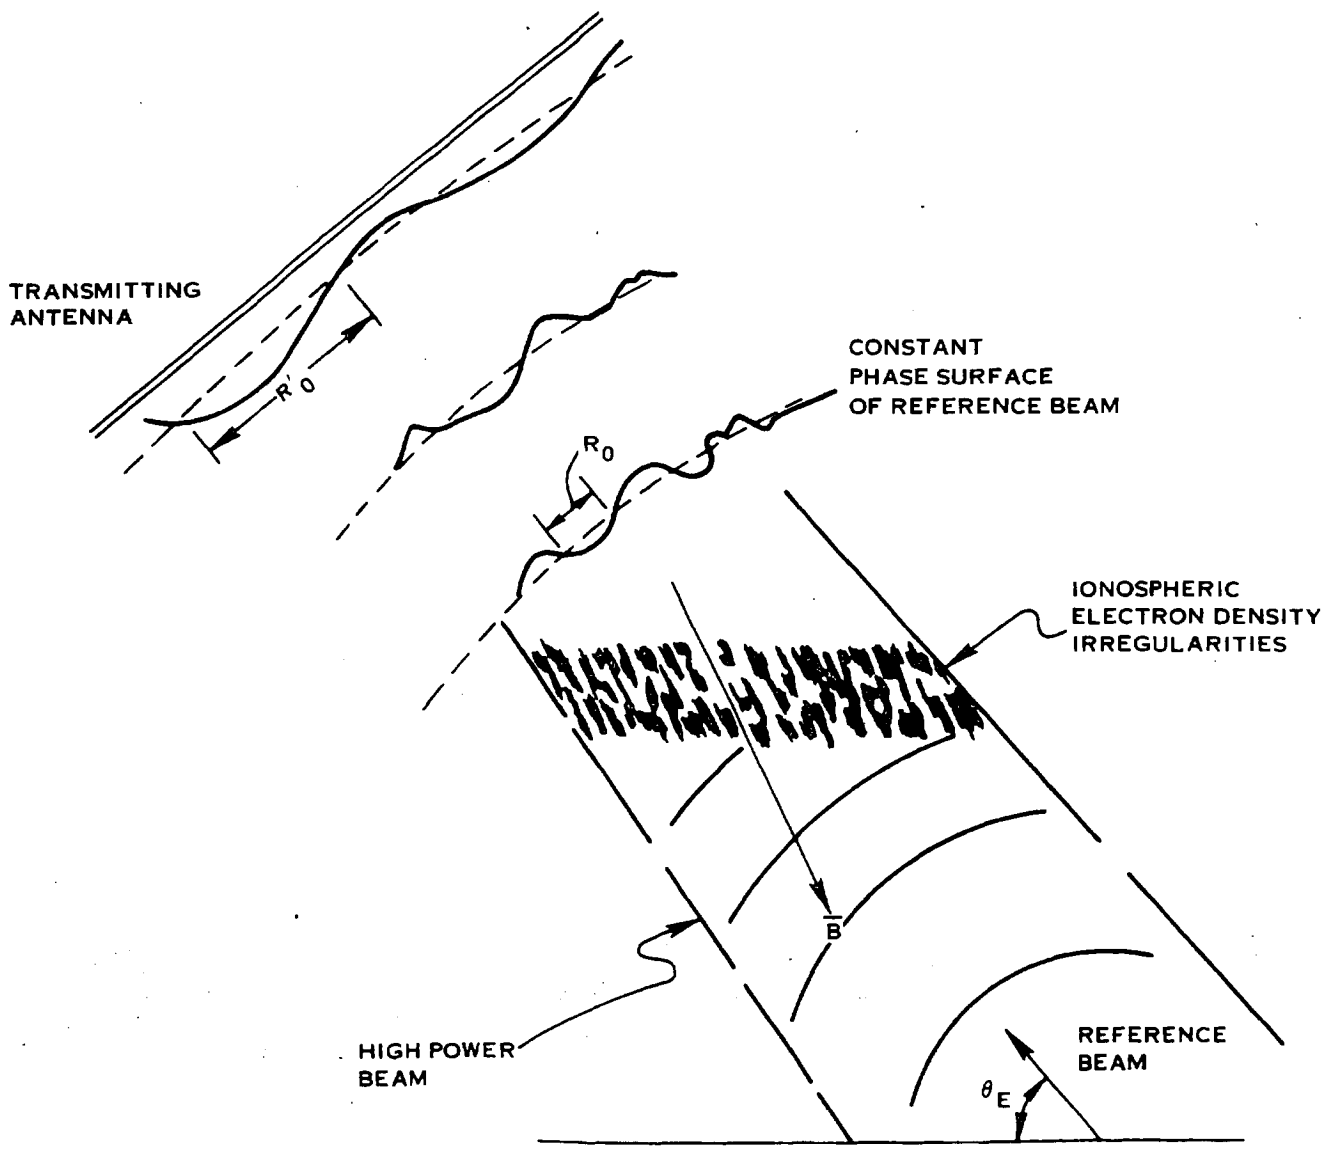 TRANSMITTING
ANTENNA
R'0
CONSTANT
PHASE SURFACE
OF REFERENCE BEAM
R0
IONOSPHERIC
ELECTRON DENSITY
IRREGULARITIES
B̅
HIGH POWER
BEAM
REFERENCE
BEAM
θE